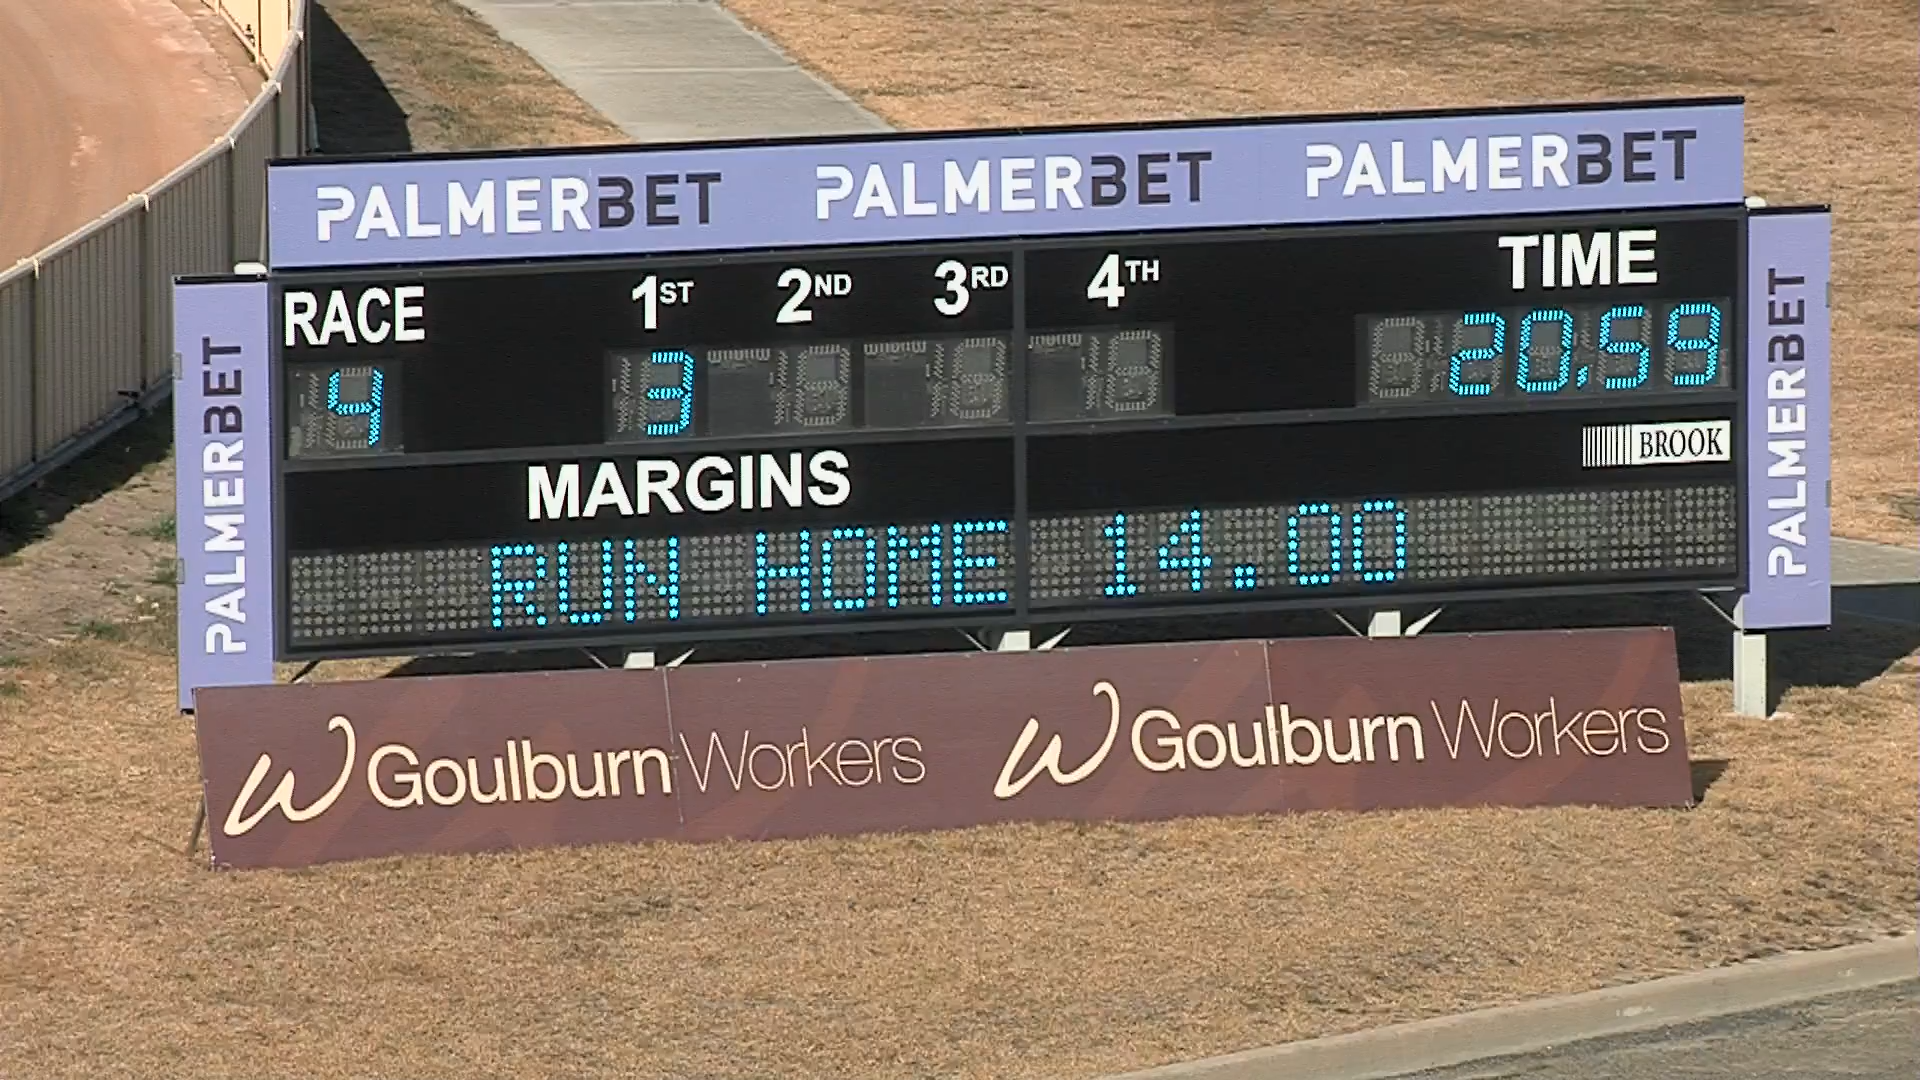 PALMERBET PALMERBET PALMERBET
RACE 1ST 2ND 3RD 4TH TIME
4 3 20.59
MARGINS BROOK
RUN HOME 14.00
PALMERBET
PALMERBET
W Goulburn Workers W Goulburn Workers